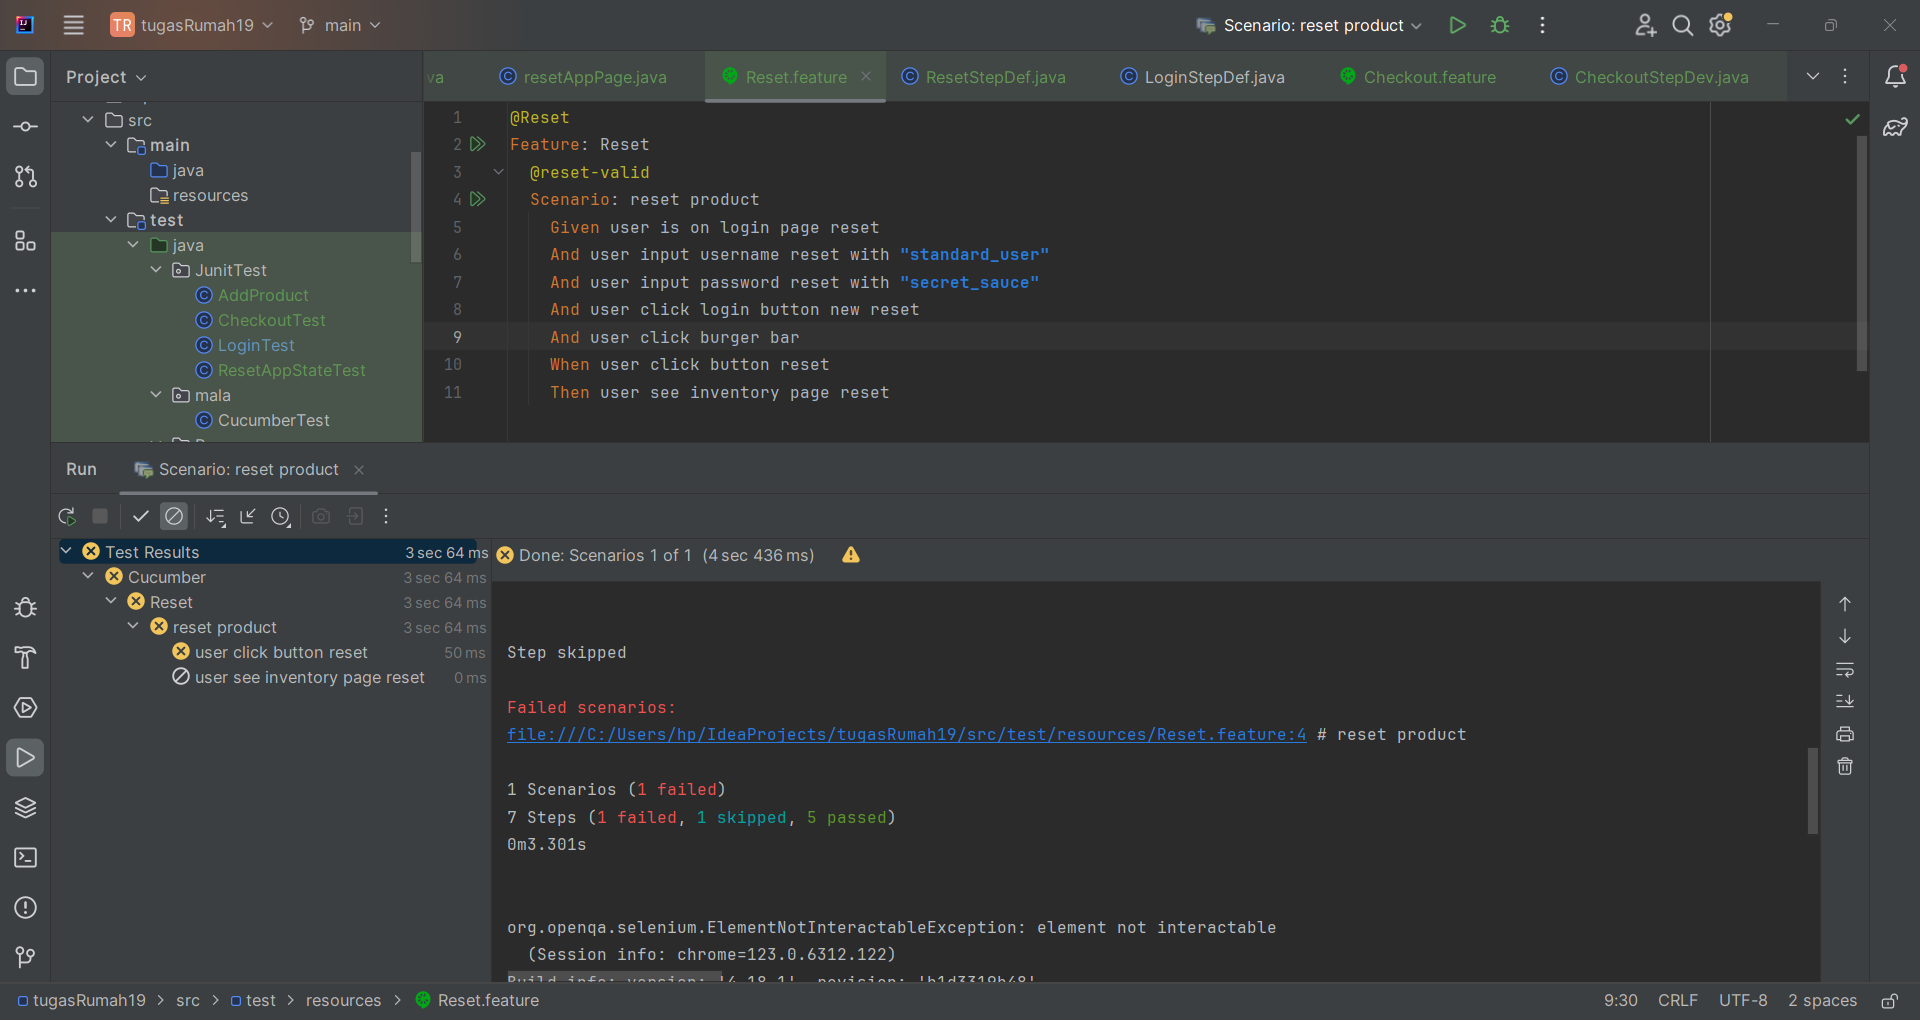 TR tugasRumah19 main Scenario: reset product
Project
src
main
java
resources
test
java
JunitTest
AddProduct
CheckoutTest
LoginTest
ResetAppStateTest
mala
CucumberTest
va resetAppPage.java Reset.feature ResetStepDef.java LoginStepDef.java Checkout.feature CheckoutStepDev.java
1 @Reset
2 Feature: Reset
3 @reset-valid
4 Scenario: reset product
5 Given user is on login page reset
6 And user input username reset with "standard_user"
7 And user input password reset with "secret_sauce"
8 And user click login button new reset
9 And user click burger bar
10 When user click button reset
11 Then user see inventory page reset
Run Scenario: reset product
Test Results 3 sec 64 ms
Cucumber 3 sec 64 ms
Reset 3 sec 64 ms
reset product 3 sec 64 ms
user click button reset 50 ms
user see inventory page reset 0 ms
Done: Scenarios 1 of 1 (4 sec 436 ms)
Step skipped
Failed scenarios:
file:///C:/Users/hp/IdeaProjects/tugasRumah19/src/test/resources/Reset.feature:4 # reset product
1 Scenarios (1 failed)
7 Steps (1 failed, 1 skipped, 5 passed)
0m3.301s
org.openqa.selenium.ElementNotInteractableException: element not interactable
(Session info: chrome=123.0.6312.122)
Build info: version: '4.18.1', revision: 'b1d3319b48'
tugasRumah19 > src > test > resources > Reset.feature
9:30 CRLF UTF-8 2 spaces